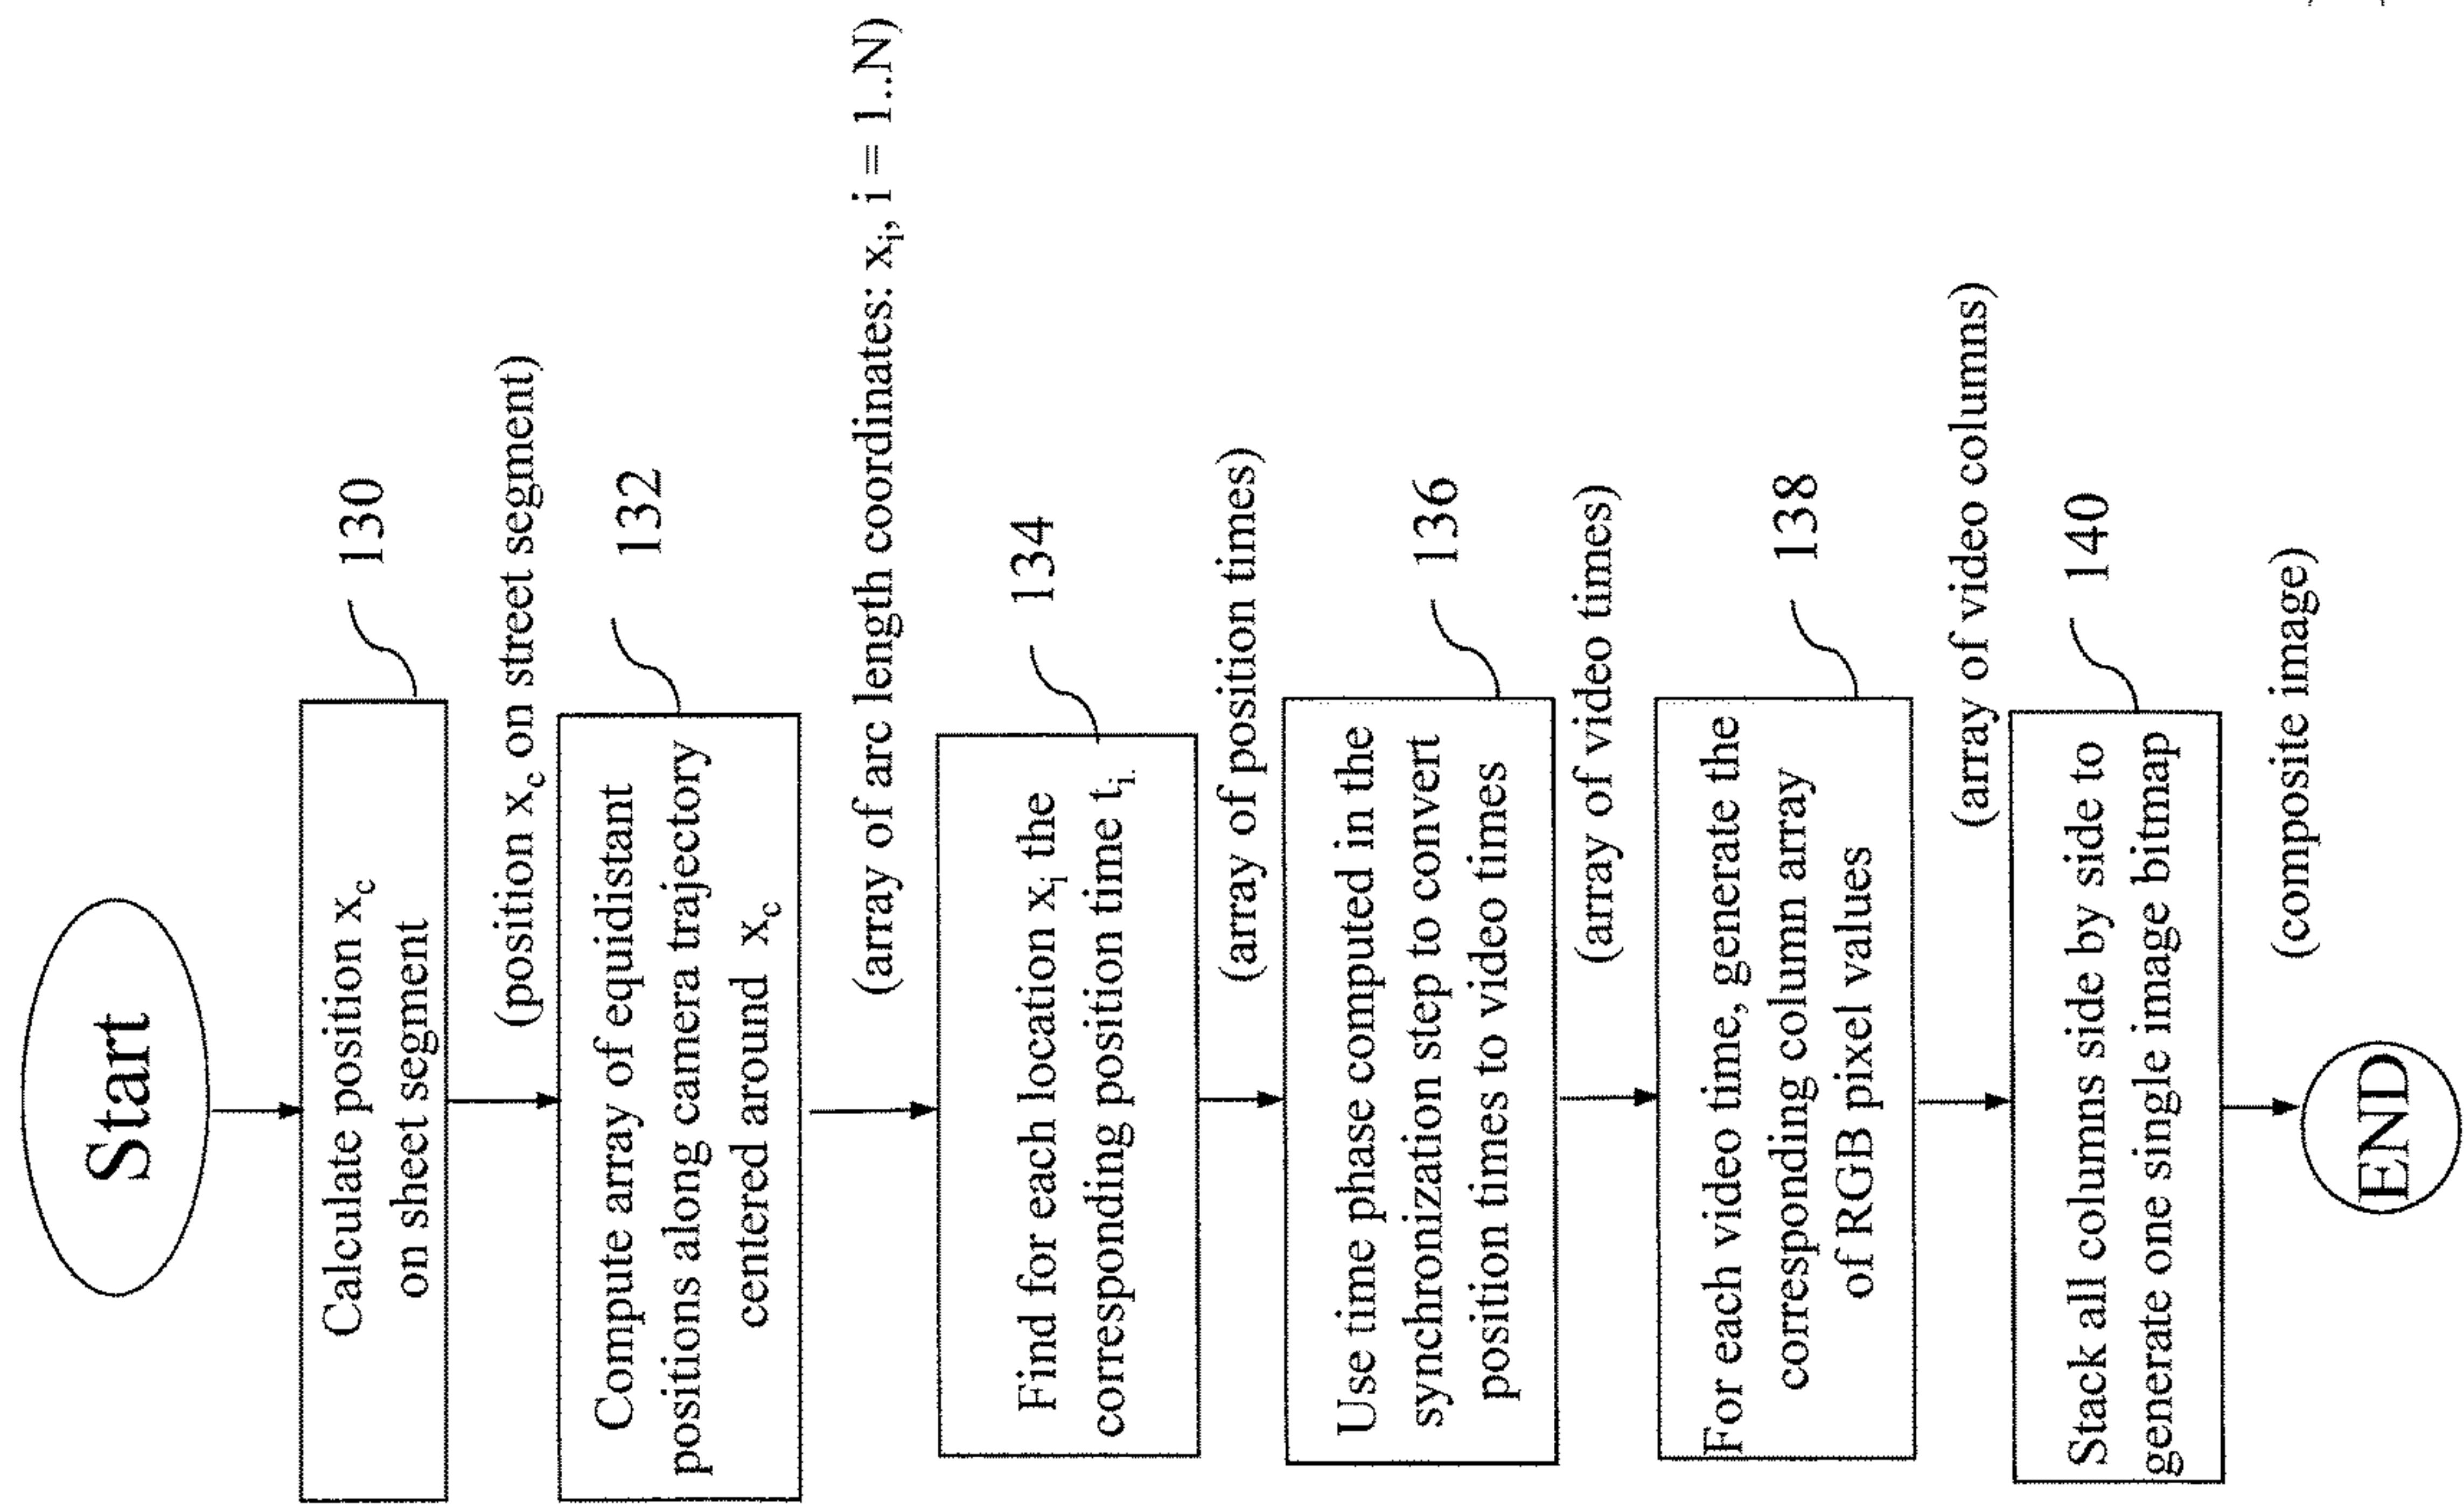 Start
Calculate position x_c
on sheet segment
130
(position x_c on street segment)
Compute array of equidistant
positions along camera trajectory
centered around x_c
132
(array of arc length coordinates: x_i, i = 1..N)
Find for each location x_i the
corresponding position time t_i.
134
(array of position times)
Use time phase computed in the
synchronization step to convert
position times to video times
136
(array of video times)
For each video time, generate the
corresponding column array
of RGB pixel values
138
(array of video columns)
Stack all columns side by side to
generate one single image bitmap
140
(composite image)
END